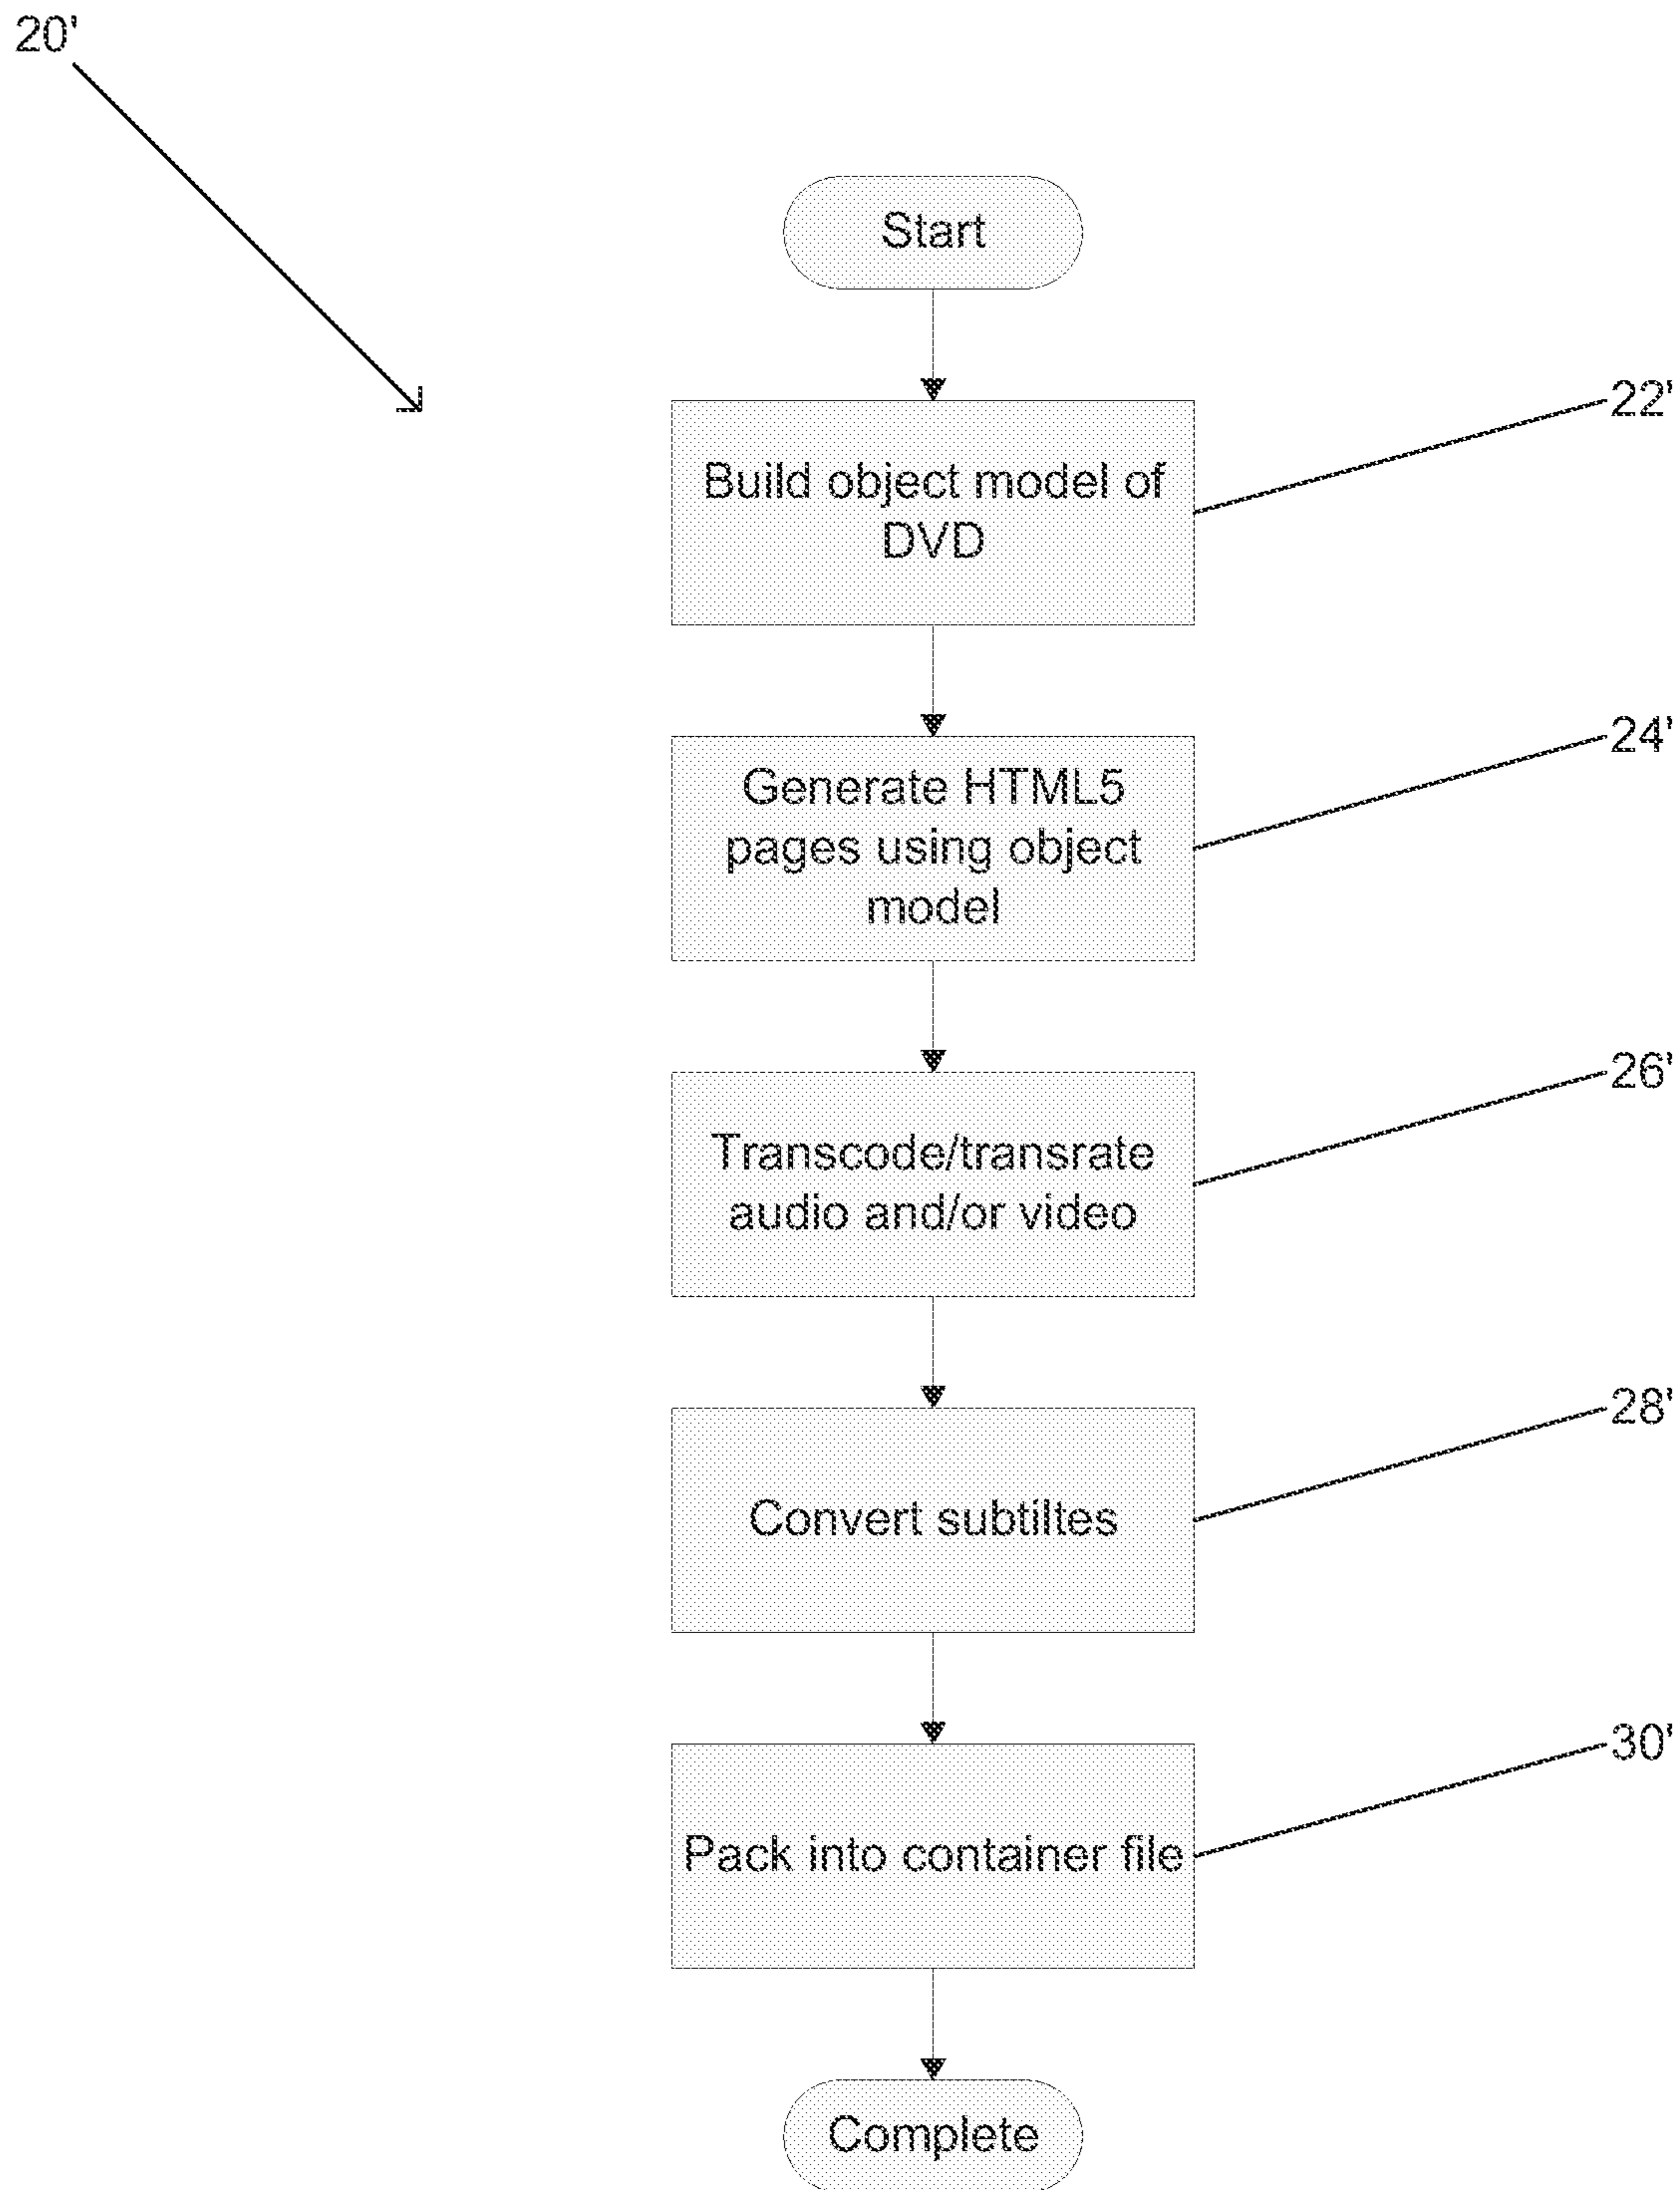 20'
Start
22'
Build object model of
DVD
24'
Generate HTML5
pages using object
model
26'
Transcode/transrate
audio and/or video
28'
Convert subtiltes
30'
Pack into container file
Complete